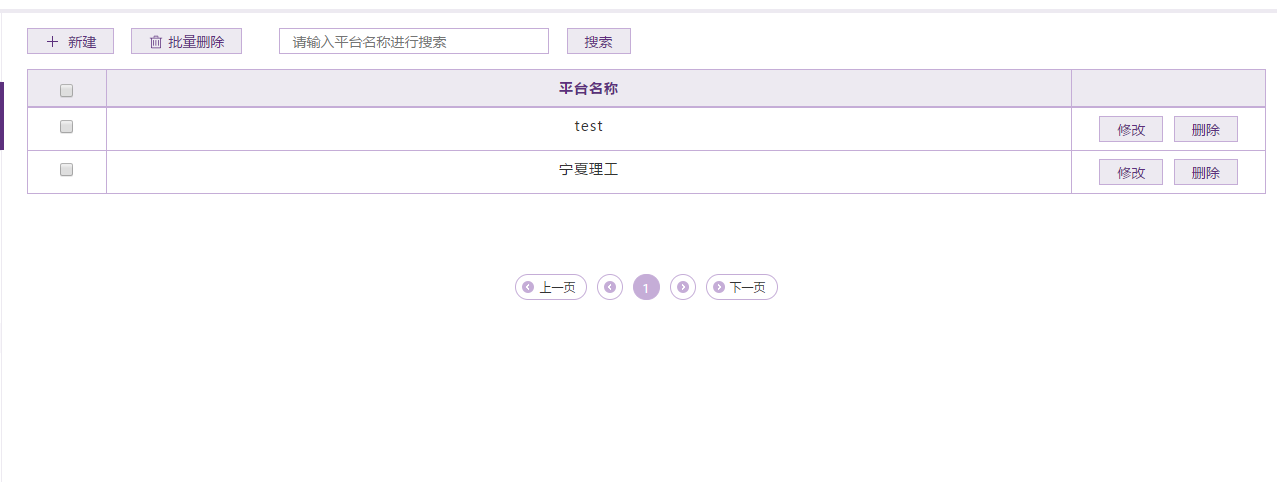 新建 批量删除 请输入平台名称进行搜索 搜索
平台名称
test 修改 删除
宁夏理工 修改 删除
上一页 1 下一页